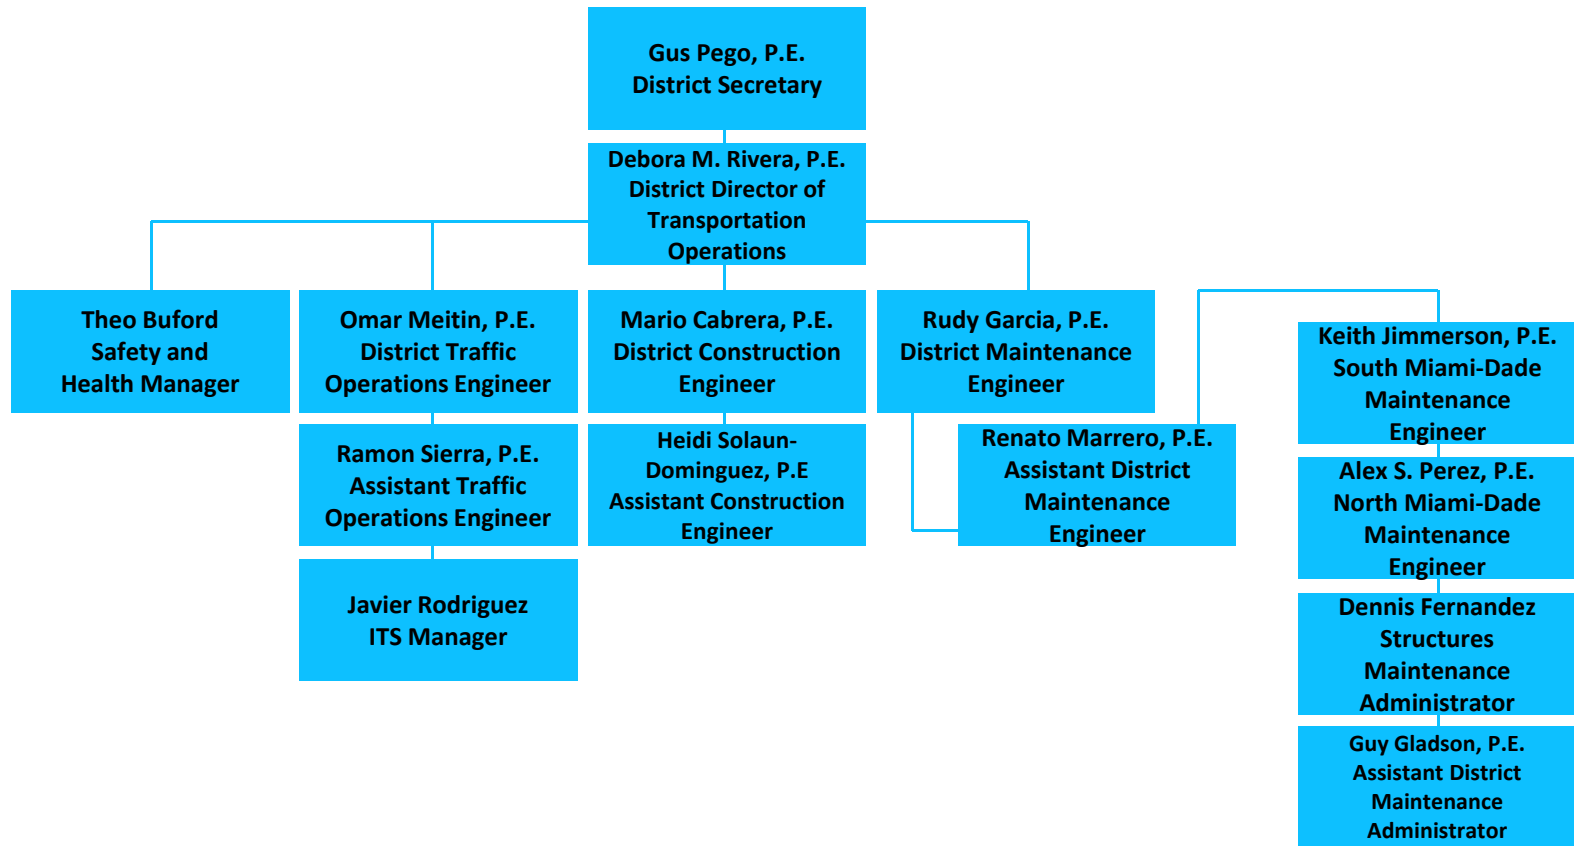 Gus Pego, P.E.
District Secretary
Debora M. Rivera, P.E.
District Director of
Transportation
Operations
Theo Buford
Safety and
Health Manager
Omar Meitin, P.E.
District Traffic
Operations Engineer
Mario Cabrera, P.E.
District Construction
Engineer
Rudy Garcia, P.E.
District Maintenance
Engineer
Keith Jimmerson, P.E.
South Miami-Dade
Maintenance
Engineer
Ramon Sierra, P.E.
Assistant Traffic
Operations Engineer
Heidi Solaun-
Dominguez, P.E
Assistant Construction
Engineer
Renato Marrero, P.E.
Assistant District
Maintenance
Engineer
Alex S. Perez, P.E.
North Miami-Dade
Maintenance
Engineer
Javier Rodriguez
ITS Manager
Dennis Fernandez
Structures
Maintenance
Administrator
Guy Gladson, P.E.
Assistant District
Maintenance
Administrator